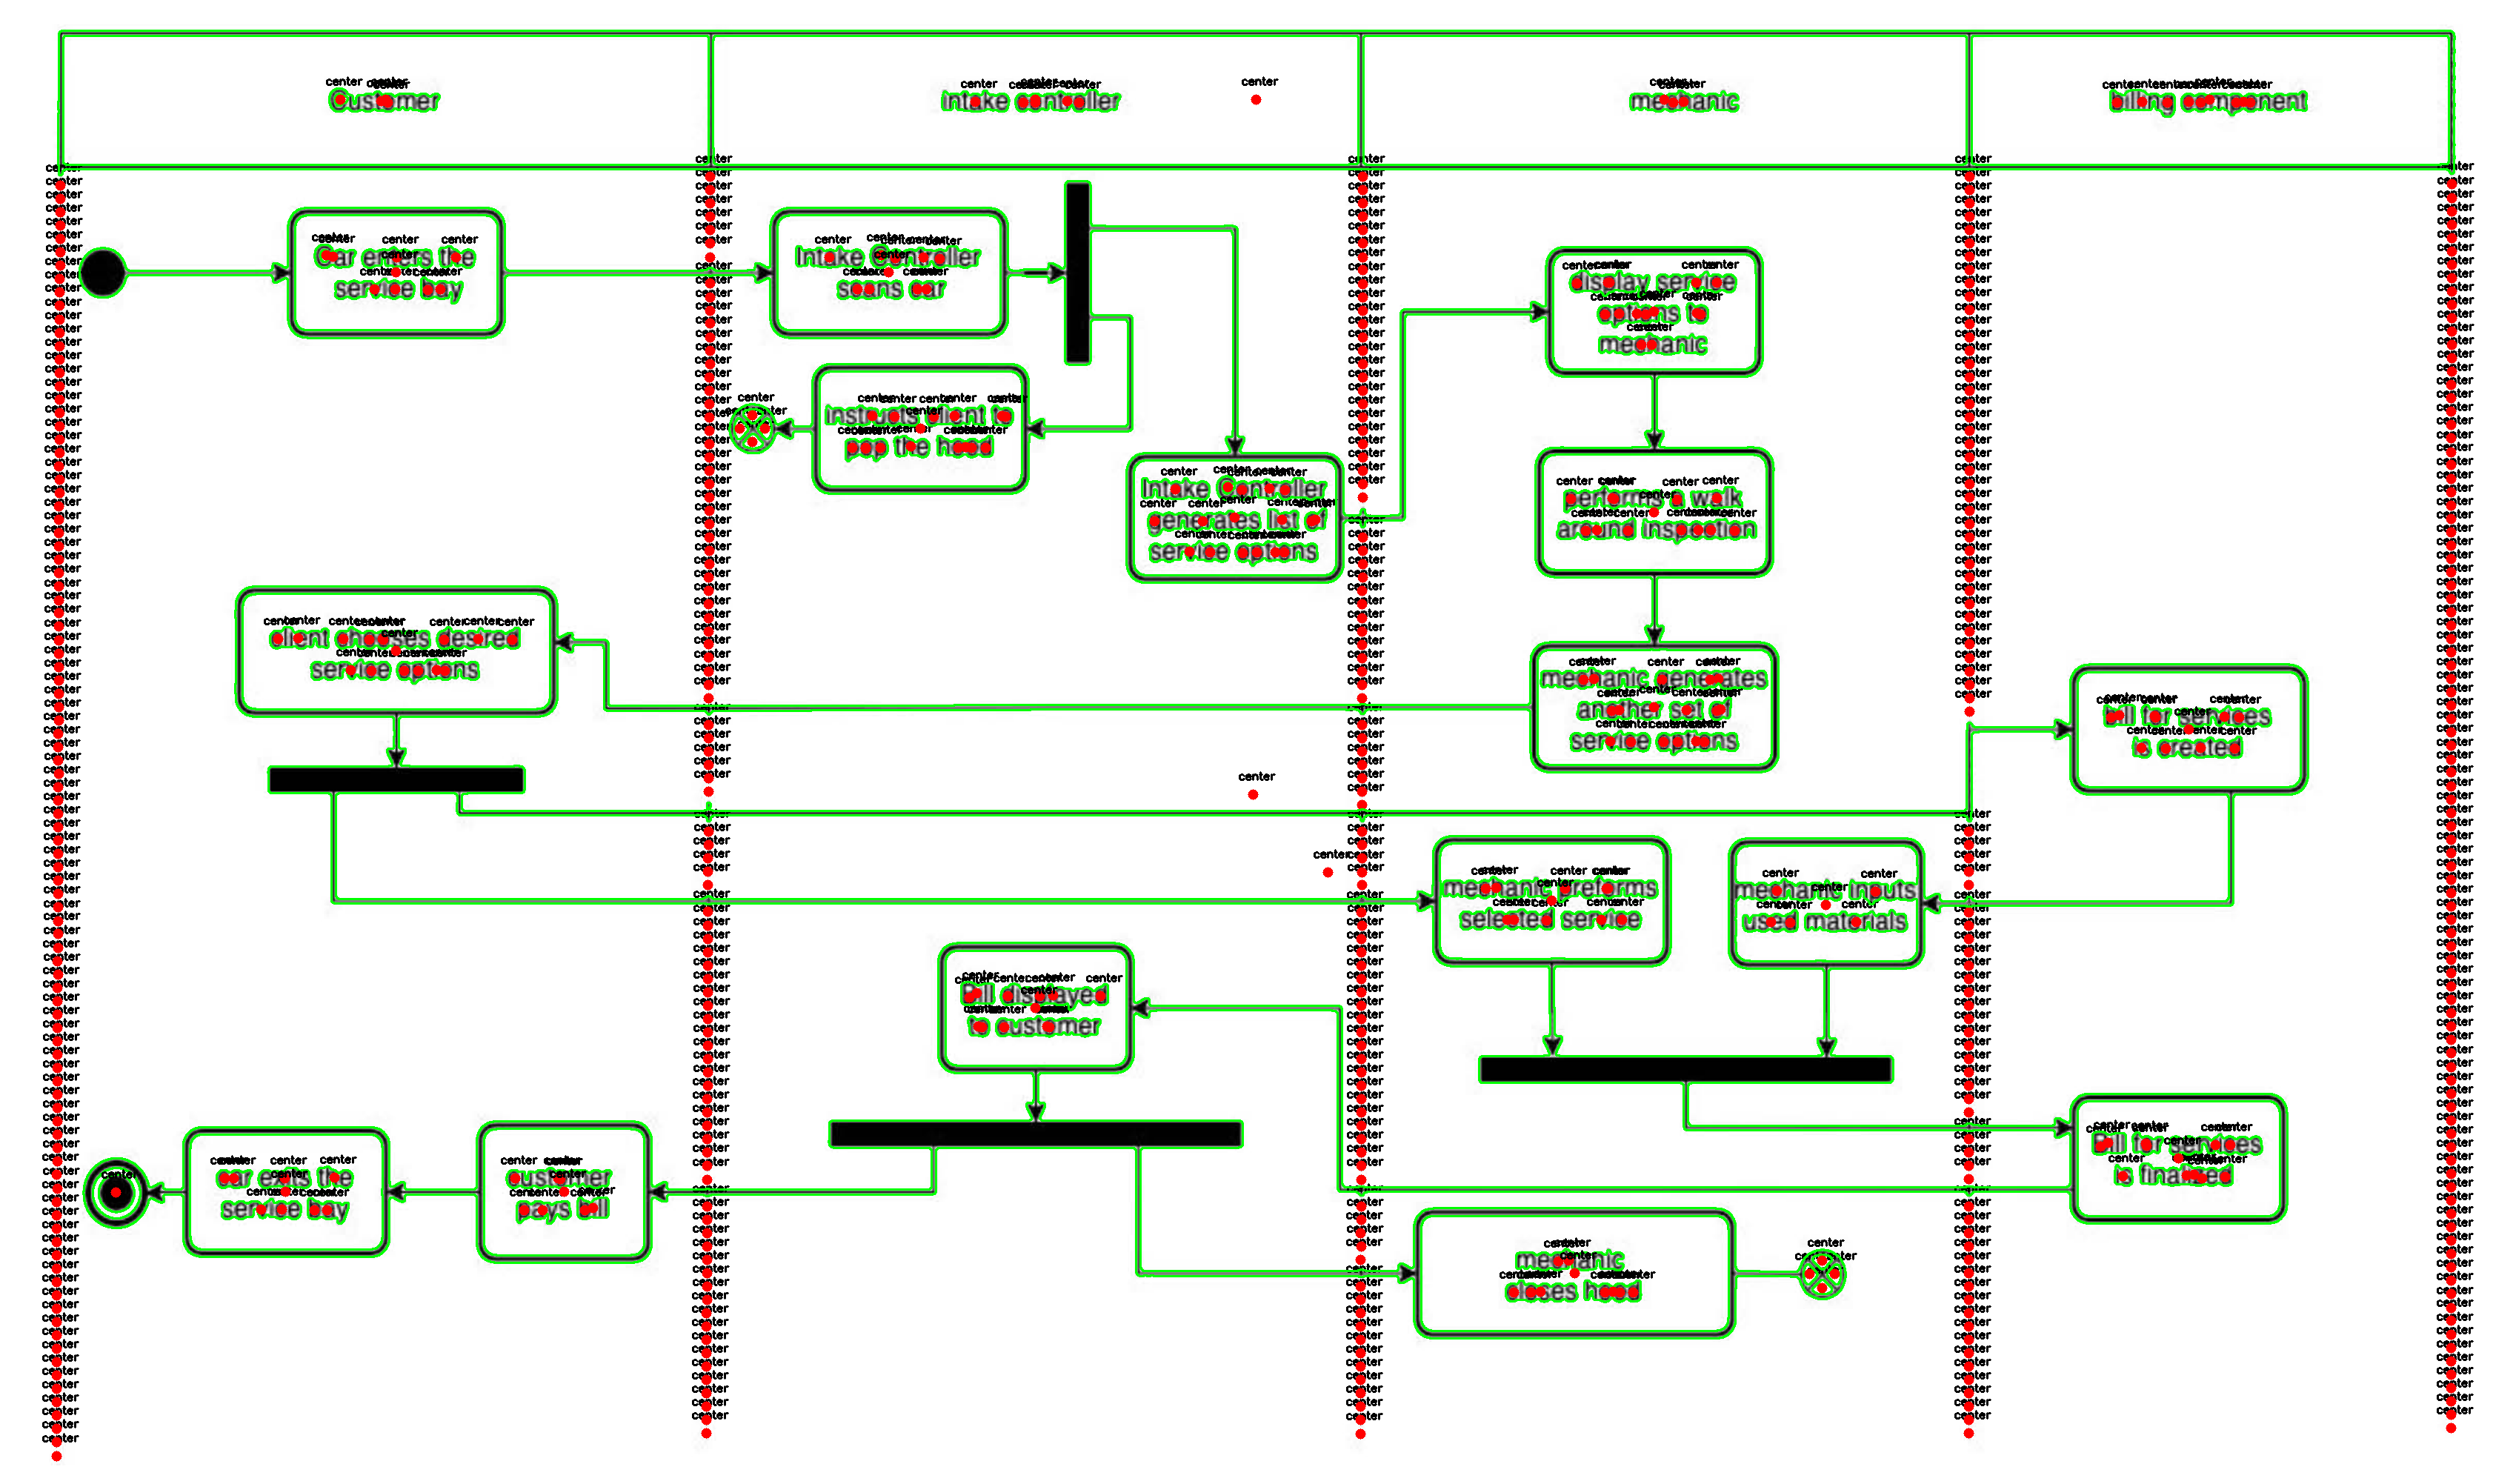 Customer
intake controller
mechanic
billing component
Car enters the
service bay
Intake Controller
scans car
display service
options to
mechanic
instructs client to
pop the hood
Intake Controller
generates list of
service options
performs a walk
around inspection
client chooses desired
service options
mechanic generates
another set of
service options
bill for services
is created
mechanic preforms
selected service
mechanic inputs
used materials
Bill displayed
to customer
Bill for services
is finalized
car exits the
service bay
customer
pays bill
mechanic
closes hood
center